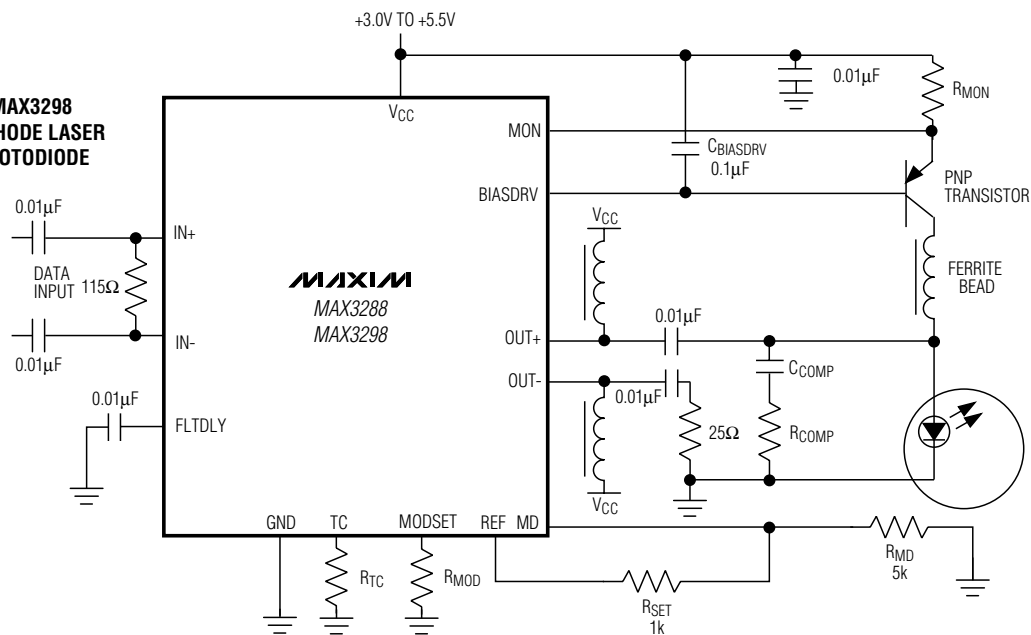 +3.0V TO +5.5V
MAX3298
HODE LASER
OTODIODE
VCC
0.01μF
RMON
MON
CBIASDRV
0.1μF
PNP
TRANSISTOR
BIASDRV
0.01μF
IN+
VCC
DATA
INPUT
115Ω
MAXIM
MAX3288
MAX3298
FERRITE
BEAD
0.01μF
OUT+
IN-
0.01μF
OUT-
CCOMP
0.01μF
0.01μF
FLTDLY
25Ω
RCOMP
VCC
GND
TC
MODSET
REF
MD
RTC
RMOD
RMD
5k
RSET
1k